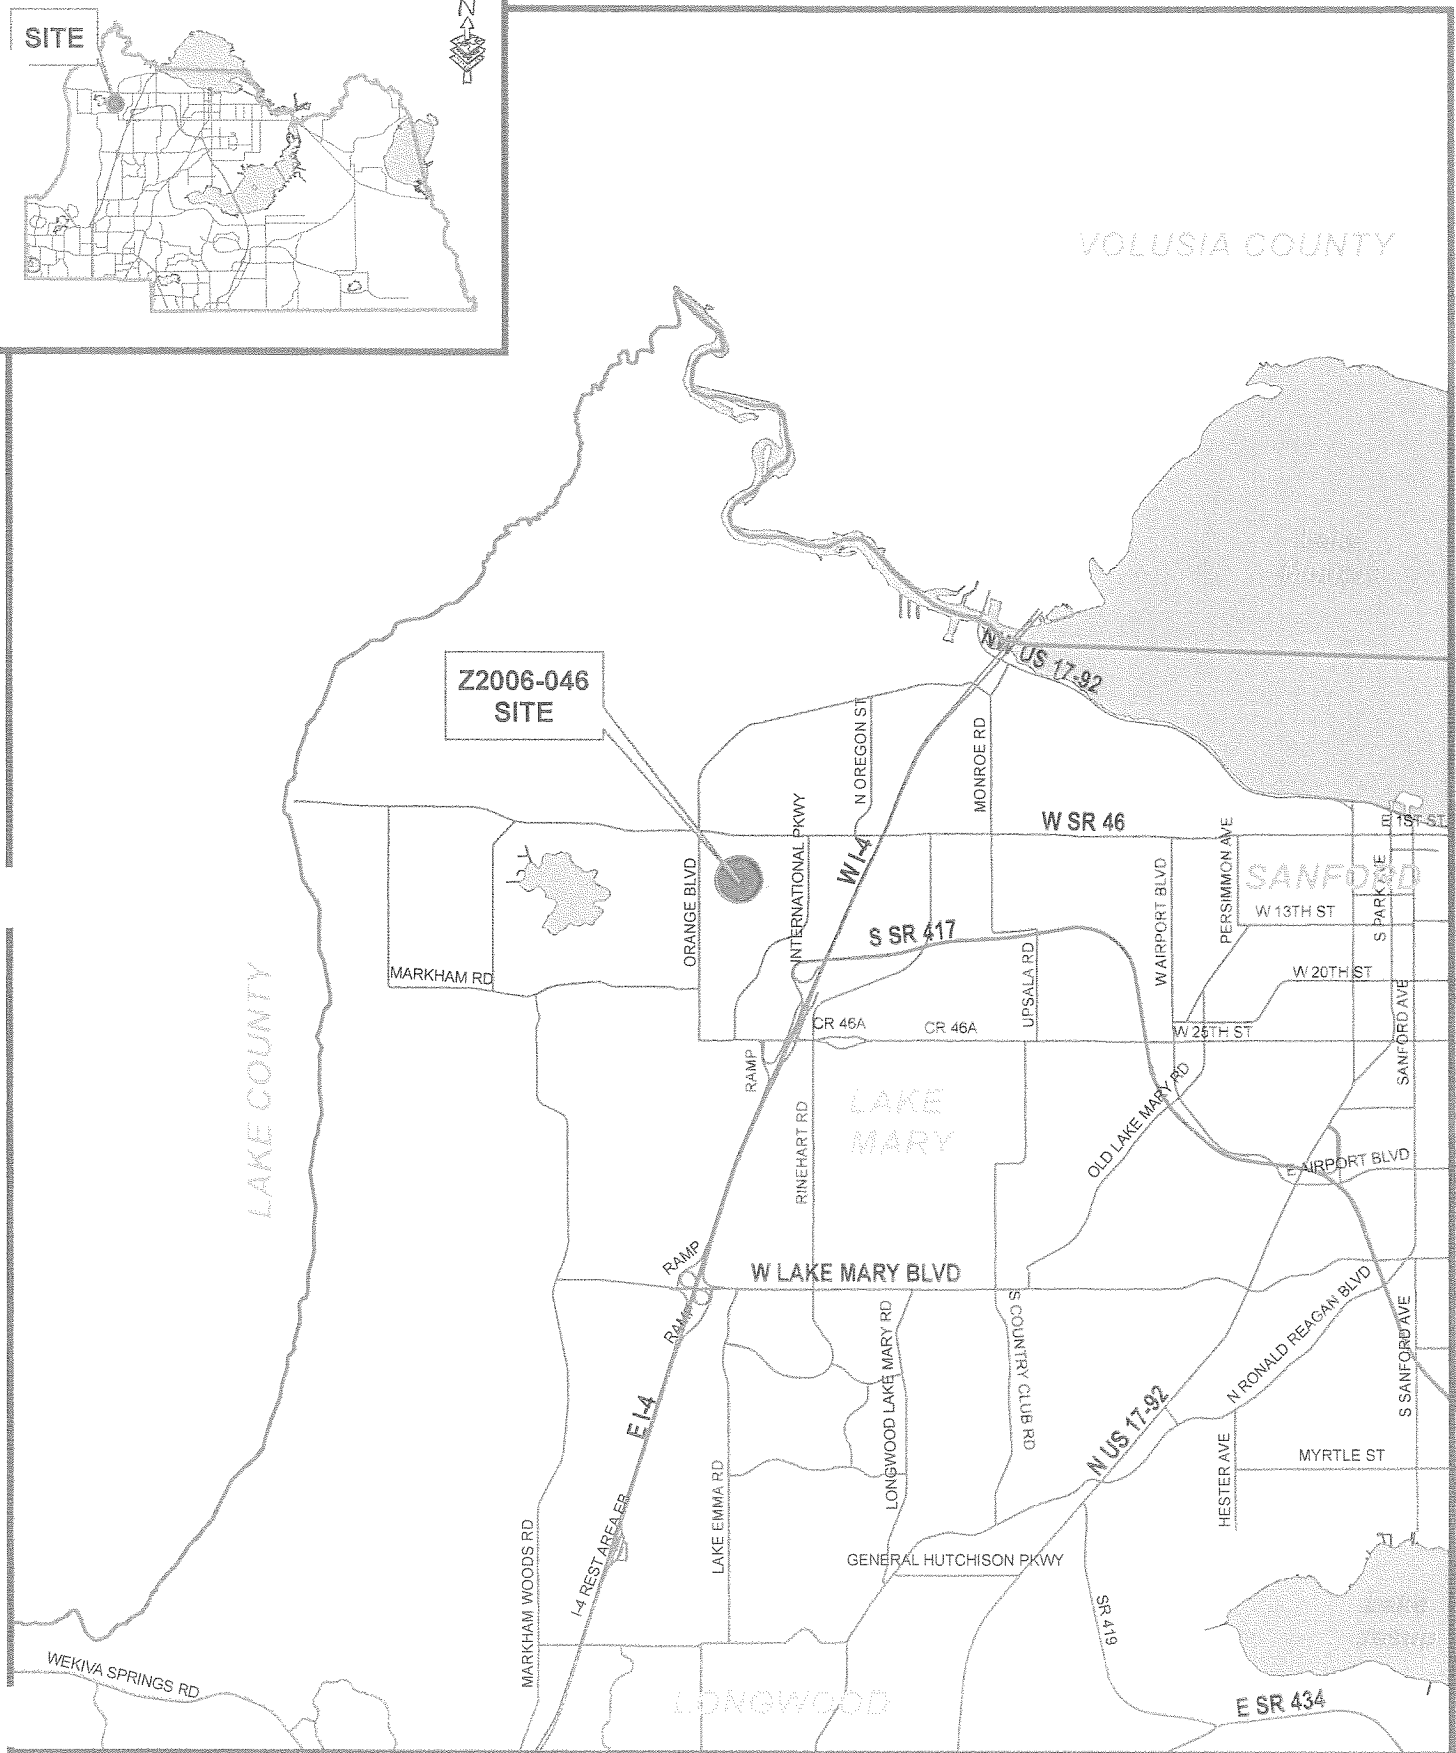 SITE
N
VOLUSIA COUNTY
NW US 17-92
Z2006-046
SITE
N OREGON ST
MONROE RD
INTERNATIONAL PKWY
W SR 46
E 1ST ST
W I-4
ORANGE BLVD
W AIRPORT BLVD
PERSIMMON AVE
SANFORD
S PARK AVE
W 13TH ST
S SR 417
MARKHAM RD
UPSALA RD
W 20TH ST
LAKE COUNTY
CR 46A
CR 46A
W 25TH ST
SANFORD AVE
RAMP
RINEHART RD
LAKE
MARY
OLD LAKE MARY RD
E AIRPORT BLVD
RAMP
W LAKE MARY BLVD
RAMP
LONGWOOD LAKE MARY RD
S COUNTRY CLUB RD
N RONALD REAGAN BLVD
S SANFORD AVE
E I-4
N US 17-92
HESTER AVE
MYRTLE ST
LAKE EMMA RD
MARKHAM WOODS RD
I-4 REST AREA EB
GENERAL HUTCHISON PKWY
SR 419
WEKIVA SPRINGS RD
LONGWOOD
E SR 434